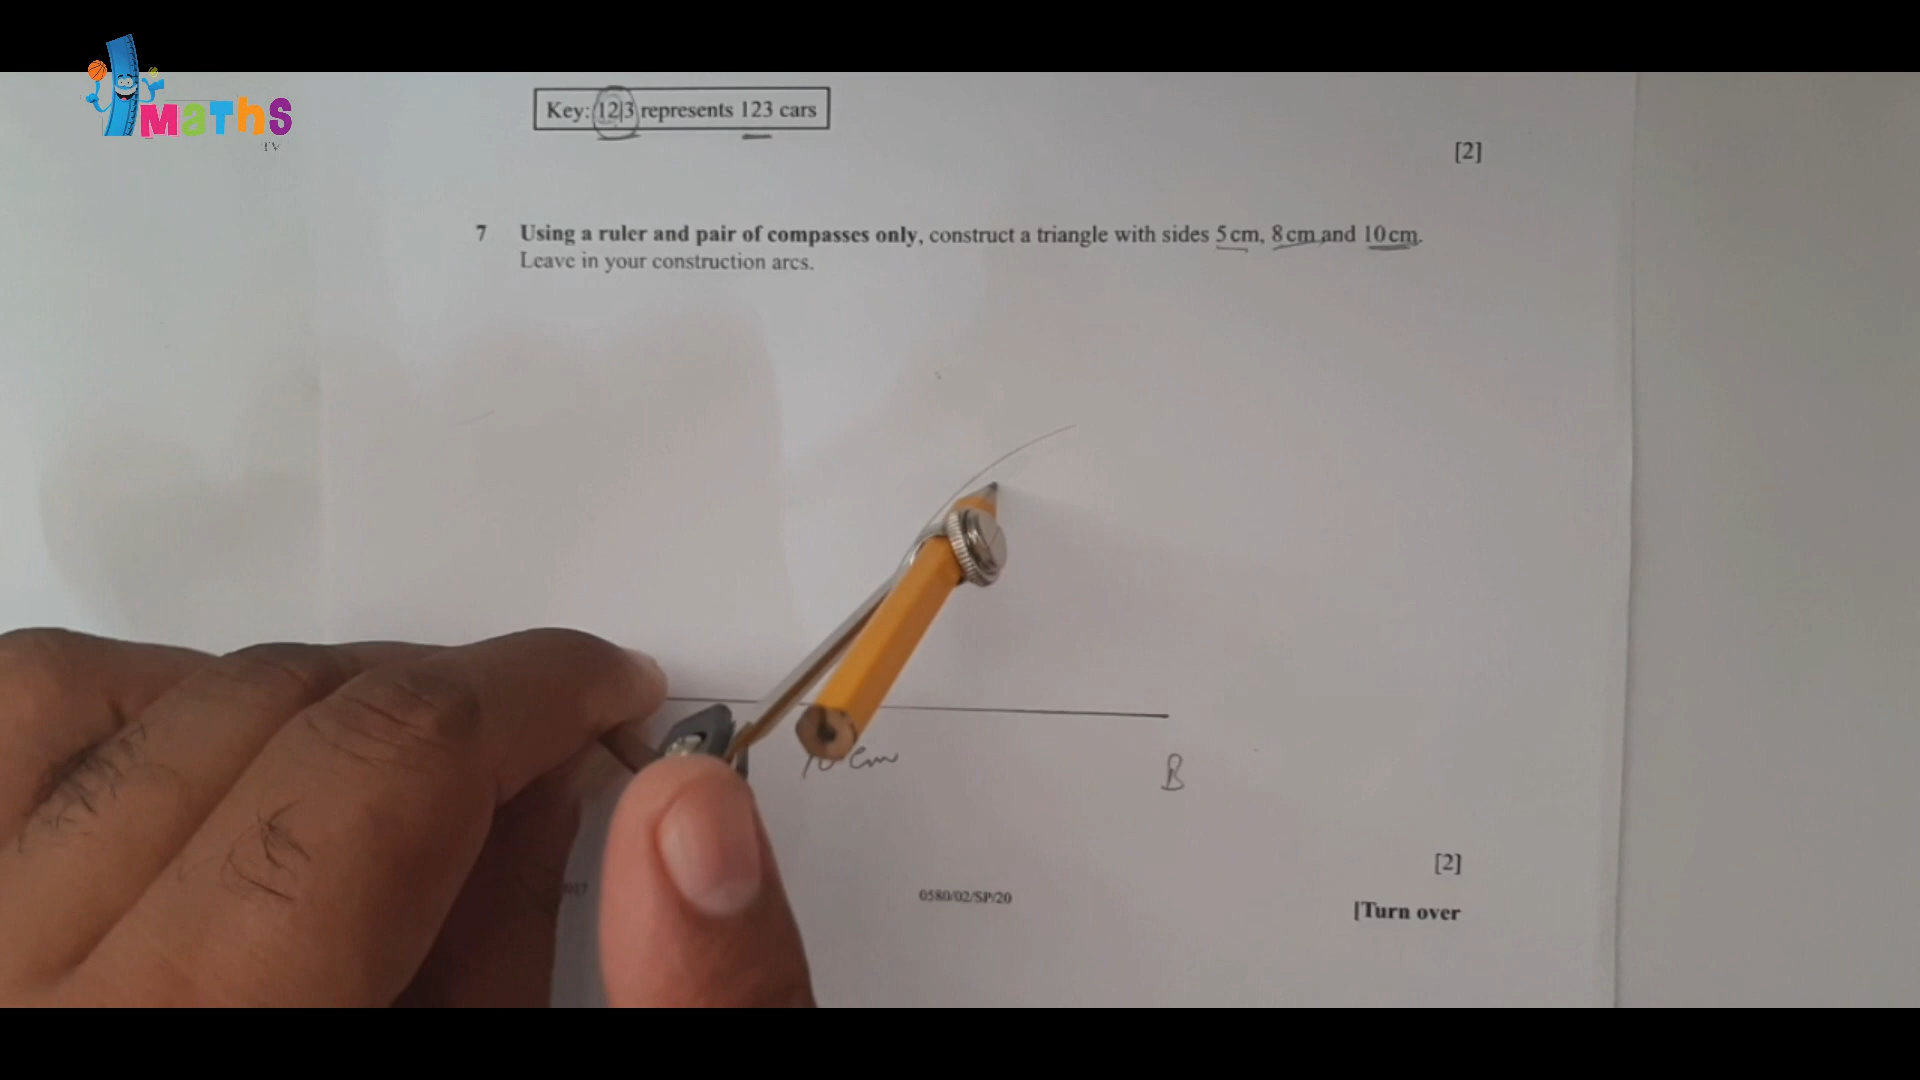 MATHS
TV
Key: 12|3 represents 123 cars
[2]
7 Using a ruler and pair of compasses only, construct a triangle with sides 5 cm, 8 cm and 10 cm.
Leave in your construction arcs.
10 cm
B
[2]
0580/02/SP/20
[Turn over